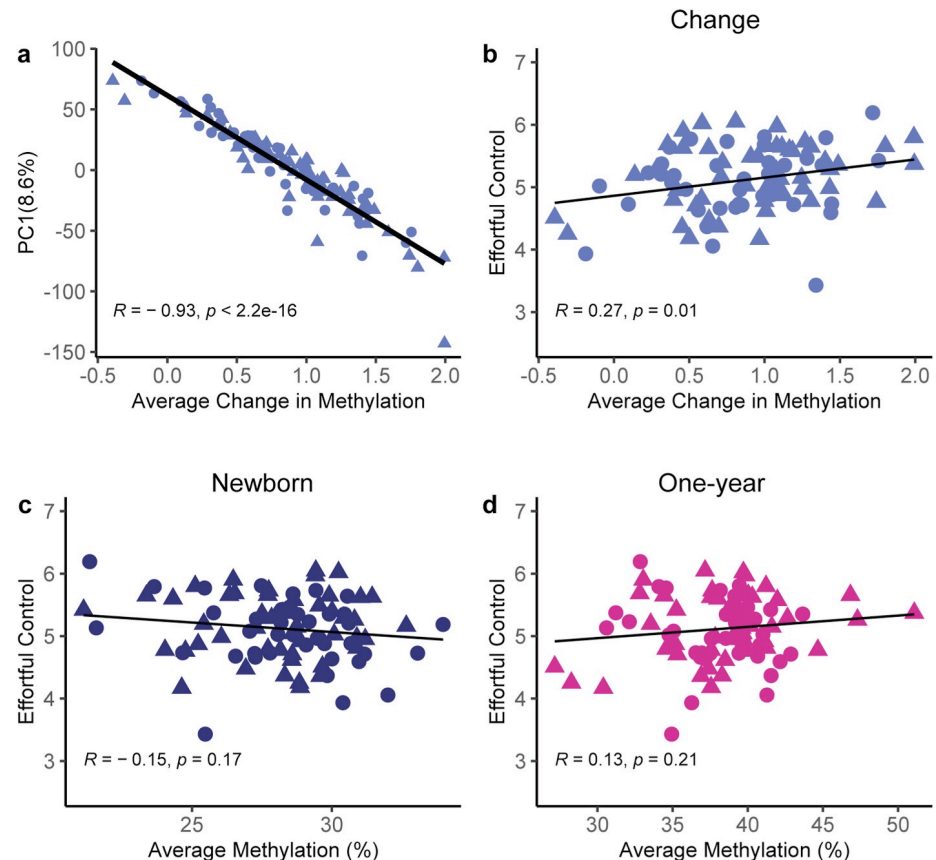 Change
a
100
50
0
-50
-100
-150
PC1(8.6%)
R = − 0.93, p < 2.2e-16
-0.5 0.0 0.5 1.0 1.5 2.0
Average Change in Methylation
b
7
6
5
4
3
Effortful Control
R = 0.27, p = 0.01
-0.5 0.0 0.5 1.0 1.5 2.0
Average Change in Methylation
Newborn
c
7
6
5
4
3
Effortful Control
R = − 0.15, p = 0.17
25 30
Average Methylation (%)
One-year
d
7
6
5
4
3
Effortful Control
R = 0.13, p = 0.21
30 35 40 45 50
Average Methylation (%)